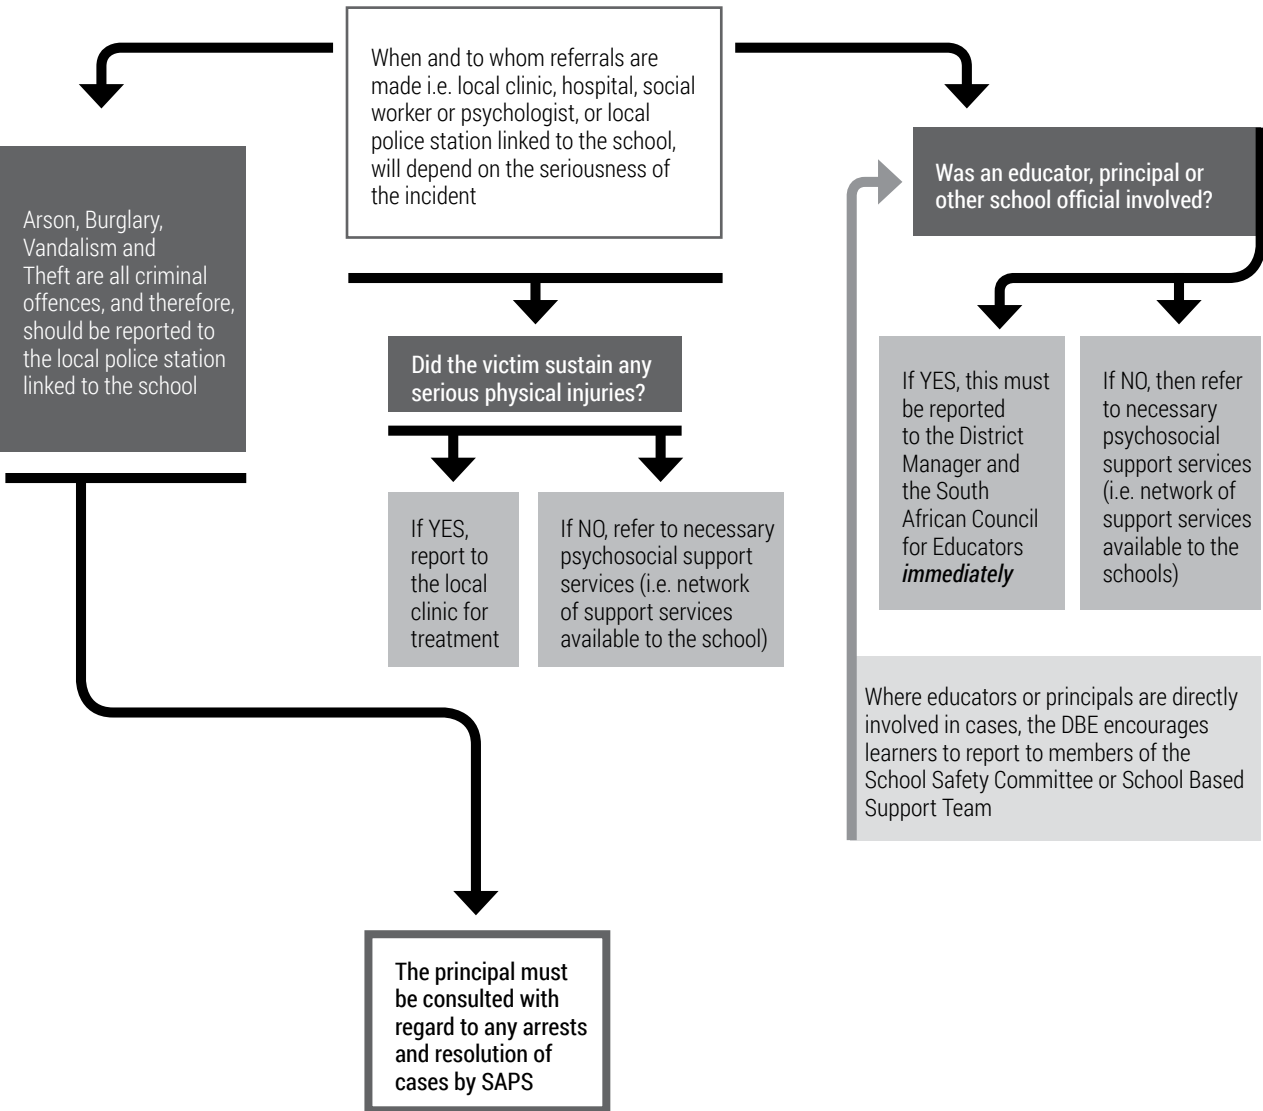 When and to whom referrals are
made i.e. local clinic, hospital, social
worker or psychologist, or local
police station linked to the school,
will depend on the seriousness of
the incident
Arson, Burglary,
Vandalism and
Theft are all criminal
offences, and therefore,
should be reported to
the local police station
linked to the school
Did the victim sustain any
serious physical injuries?
If YES,
report to
the local
clinic for
treatment
If NO, refer to necessary
psychosocial support
services (i.e. network
of support services
available to the school)
Was an educator, principal or
other school official involved?
If YES, this must
be reported
to the District
Manager and
the South
African Council
for Educators
immediately
If NO, then refer
to necessary
psychosocial
support services
(i.e. network of
support services
available to the
schools)
Where educators or principals are directly
involved in cases, the DBE encourages
learners to report to members of the
School Safety Committee or School Based
Support Team
The principal must
be consulted with
regard to any arrests
and resolution of
cases by SAPS